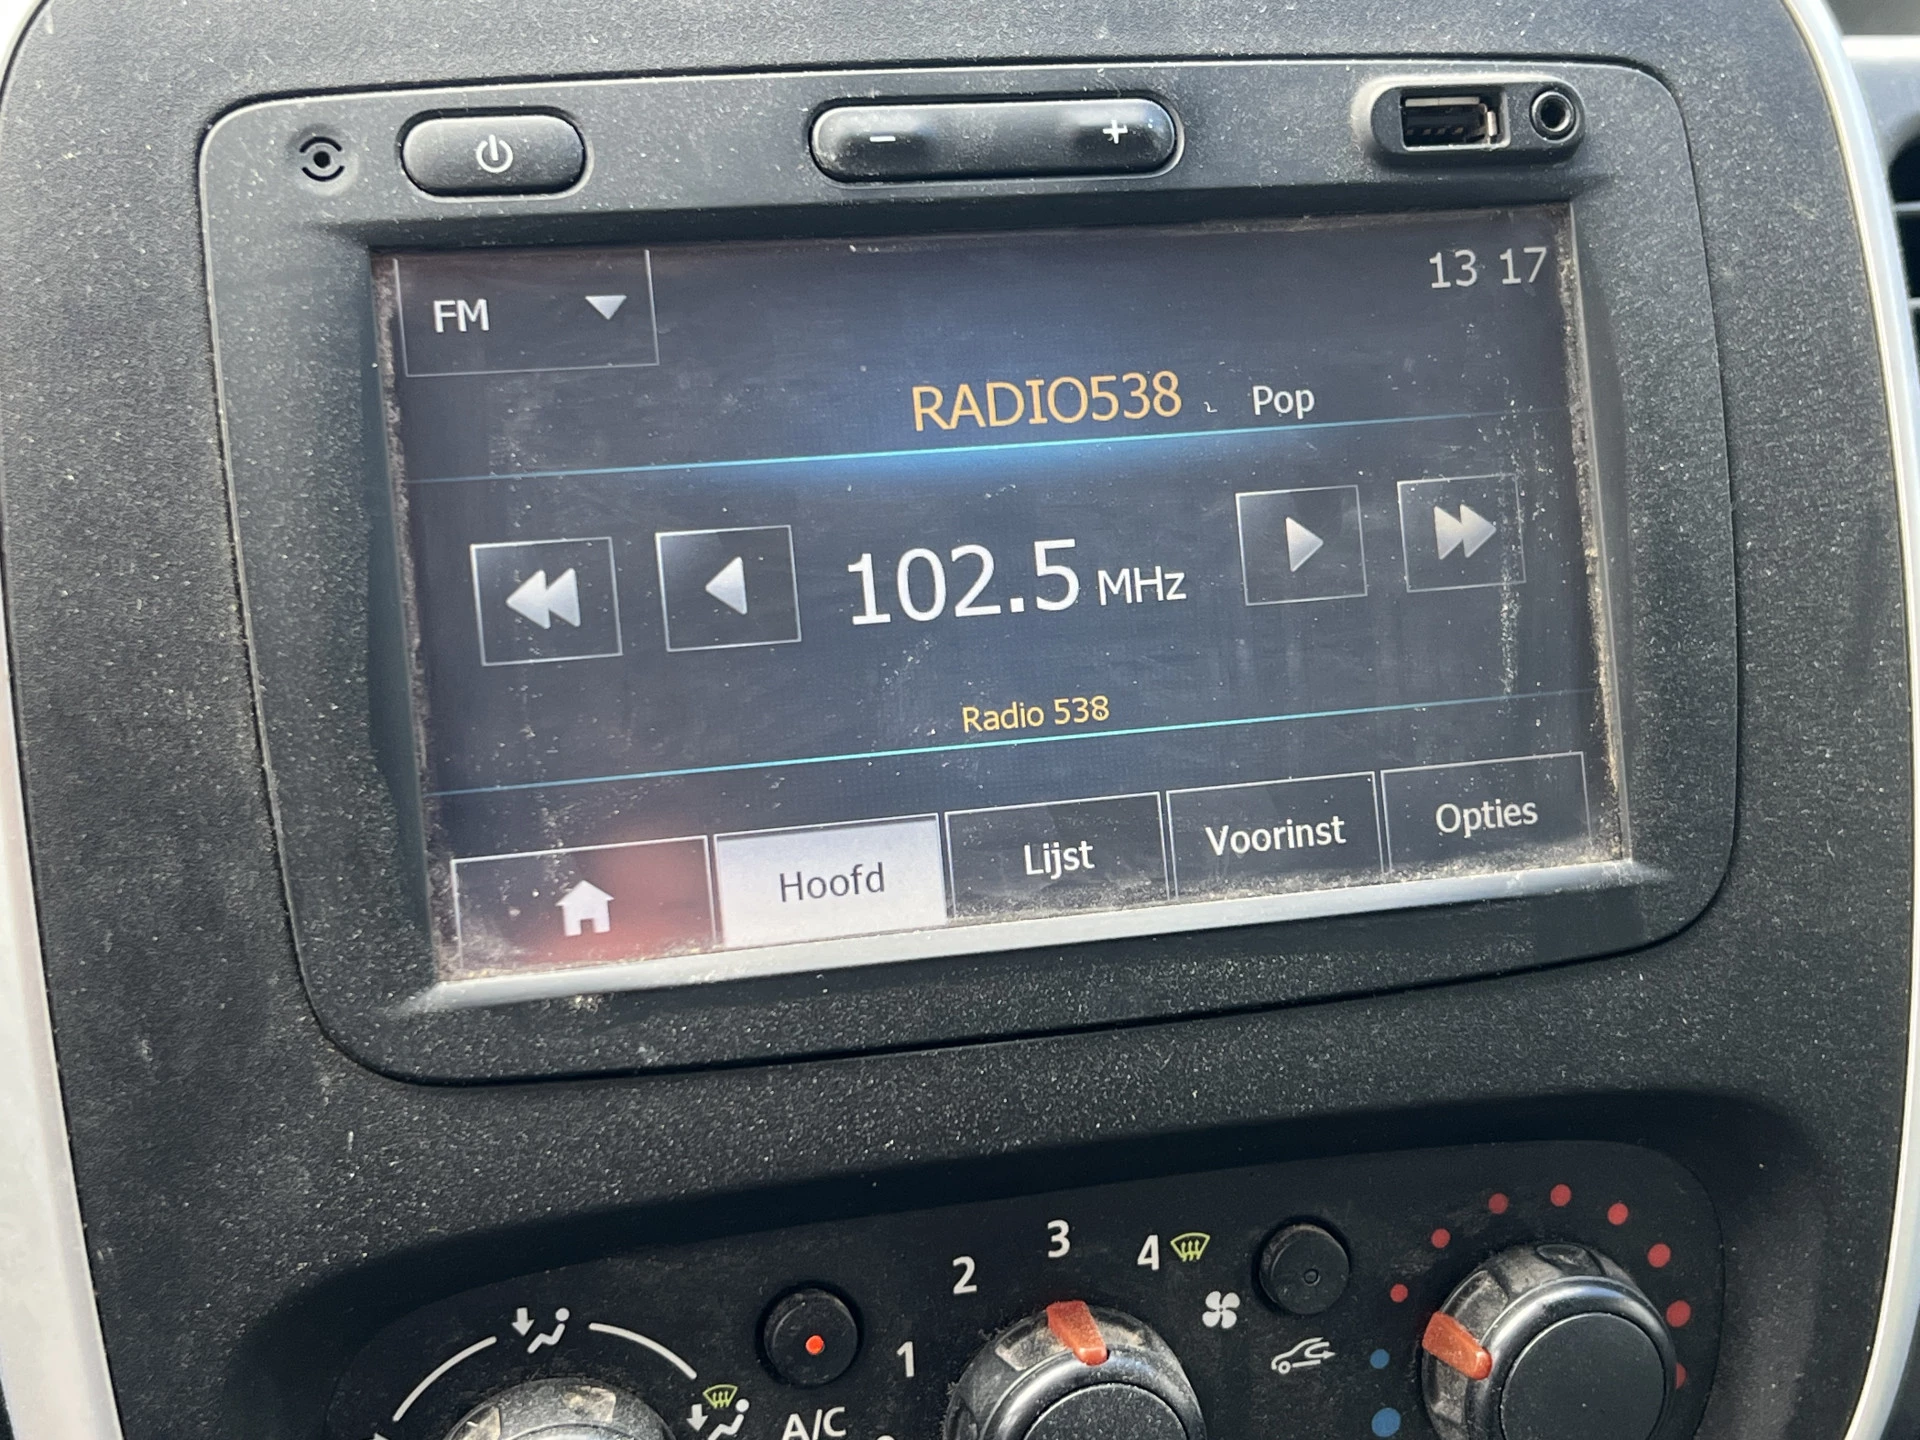 FM
13 17
RADIO538
Pop
102.5 MHz
Radio 538
Hoofd
Lijst
Voorinst
Opties
1
2
3
4
A/C